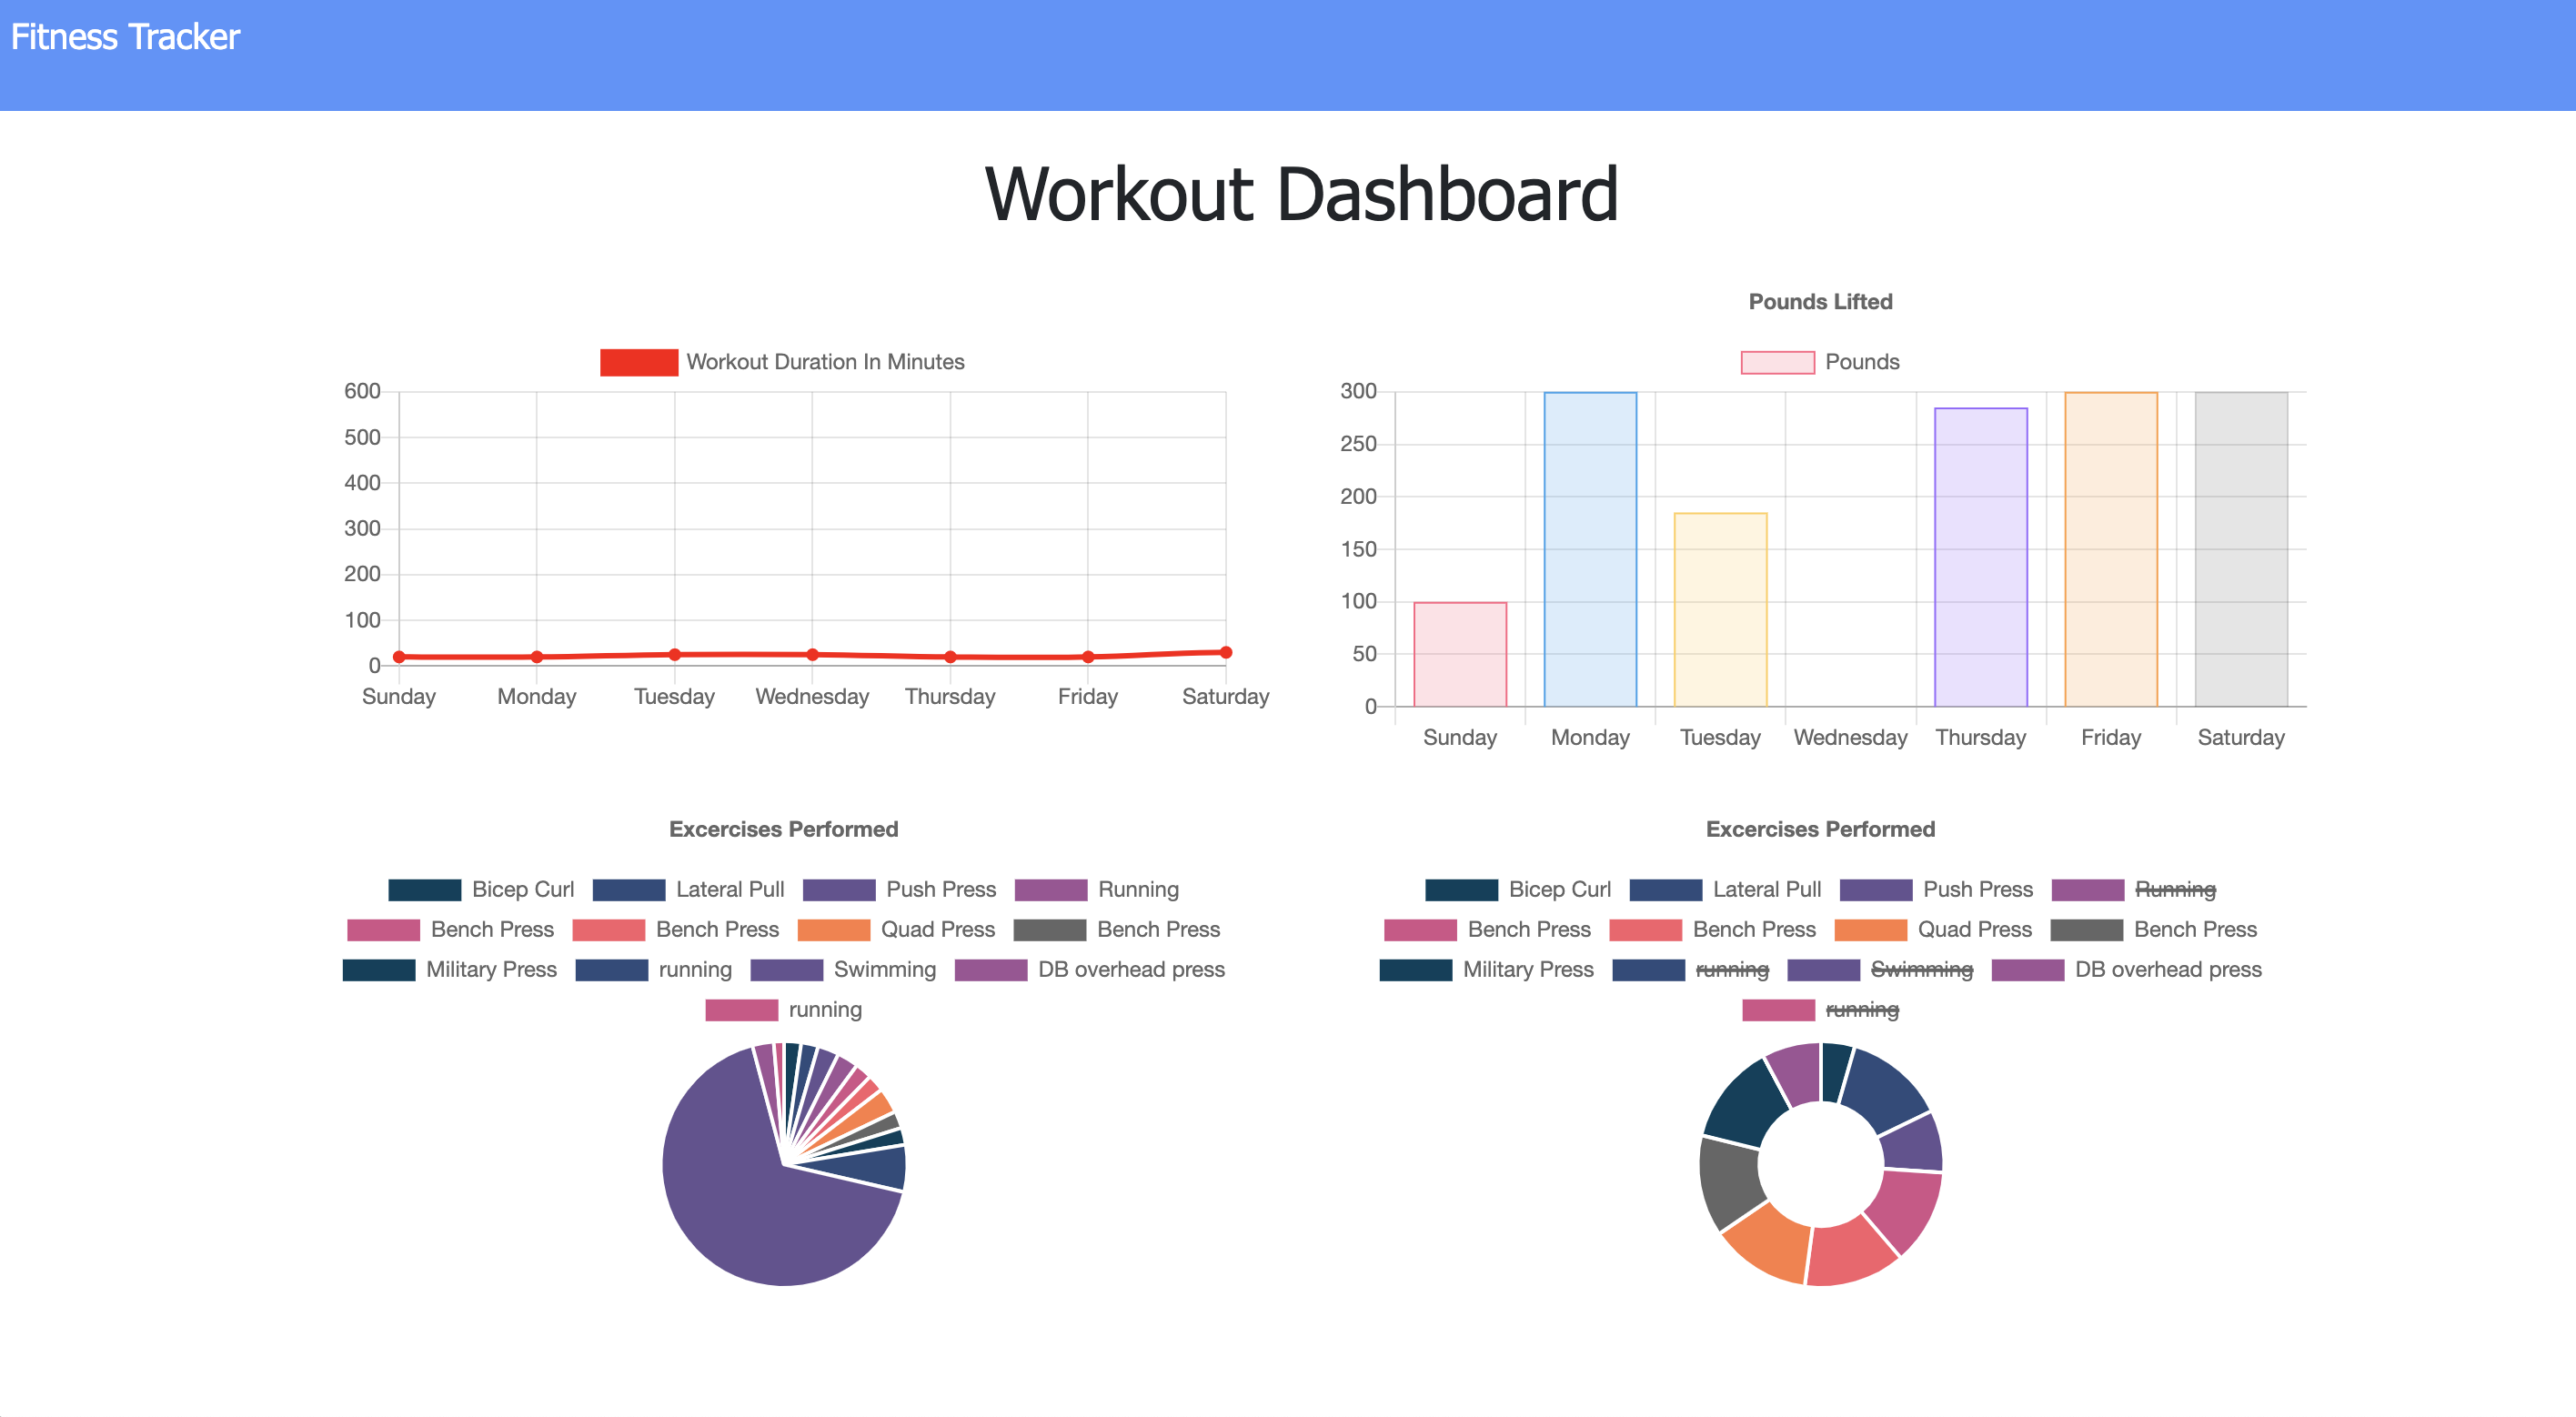 Fitness Tracker
Workout Dashboard
Workout Duration In Minutes
600
500
400
300
200
100
0
Sunday Monday Tuesday Wednesday Thursday Friday Saturday
Pounds Lifted
Pounds
300
250
200
150
100
50
0
Sunday Monday Tuesday Wednesday Thursday Friday Saturday
Excercises Performed
Bicep Curl Lateral Pull Push Press Running
Bench Press Bench Press Quad Press Bench Press
Military Press running Swimming DB overhead press
running
Excercises Performed
Bicep Curl Lateral Pull Push Press Running
Bench Press Bench Press Quad Press Bench Press
Military Press running Swimming DB overhead press
running